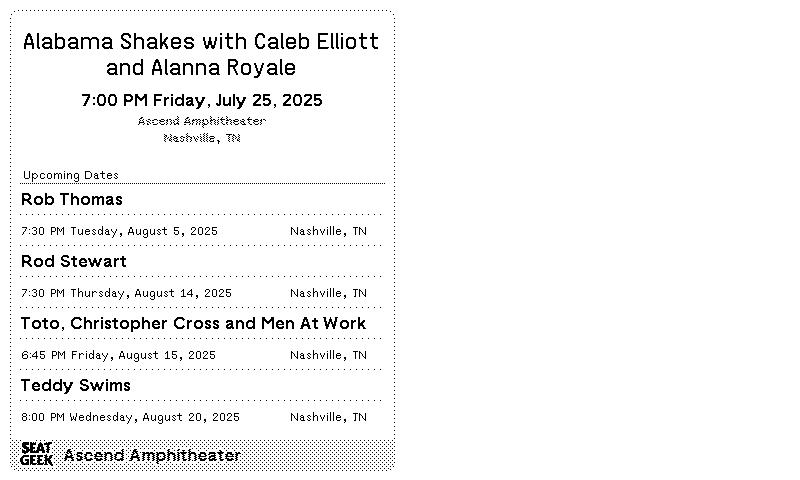 Alabama Shakes with Caleb Elliott
and Alanna Royale
7:00 PM Friday, July 25, 2025
Ascend Amphitheater
Nashville, TN
Upcoming Dates
Rob Thomas
7:30 PM Tuesday, August 5, 2025 Nashville, TN
Rod Stewart
7:30 PM Thursday, August 14, 2025 Nashville, TN
Toto, Christopher Cross and Men At Work
6:45 PM Friday, August 15, 2025 Nashville, TN
Teddy Swims
8:00 PM Wednesday, August 20, 2025 Nashville, TN
SEAT
GEEK Ascend Amphitheater